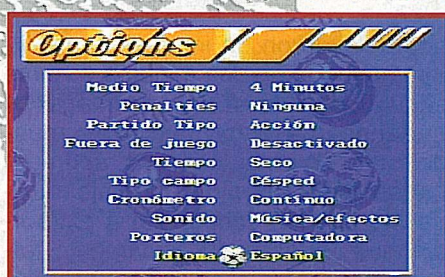 Options
Medio Tiempo 4 Minutos
Penalties Ninguna
Partido Tipo Acción
Fuera de juego Desactivado
Tiempo Seco
Tipo campo Césped
Cronómetro Contínuo
Sonido Música/efectos
Porteros Computadora
Idioma Español